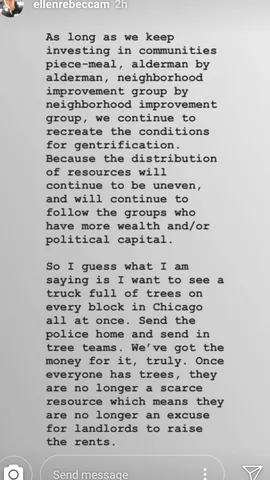 ellenrebeccam 2h
As long as we keep
investing in communities
piece-meal, alderman by
alderman, neighborhood
improvement group by
neighborhood improvement
group, we continue to
recreate the conditions
for gentrification.
Because the distribution
of resources will
continue to be uneven,
and will continue to
follow the groups who
have more wealth and/or
political capital.
So I guess what I am
saying is I want to see a
truck full of trees on
every block in Chicago
all at once. Send the
police home and send in
tree teams. We've got the
money for it, truly. Once
everyone has trees, they
are no longer a scarce
resource which means they
are no longer an excuse
for landlords to raise
the rents.
Send message